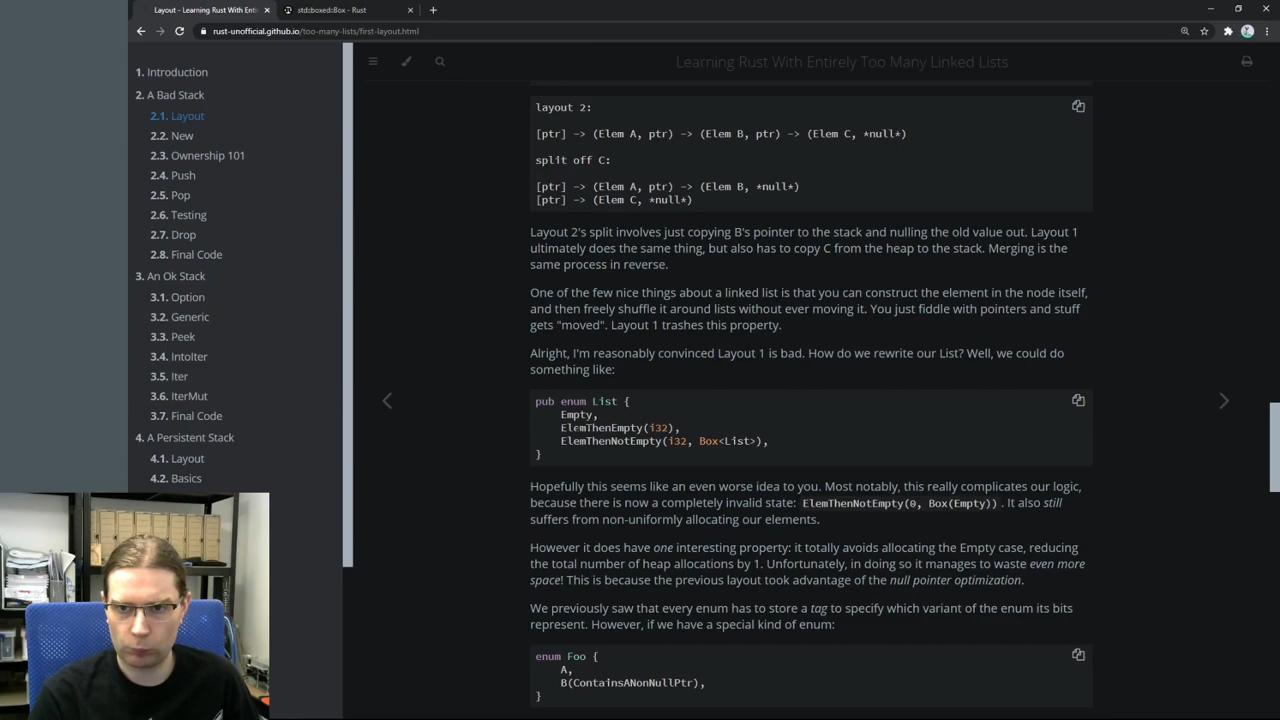 Layout - Learning Rust With Entir
std::boxed::Box - Rust
rust-unofficial.github.io/too-many-lists/first-layout.html
1. Introduction
2. A Bad Stack
2.1. Layout
2.2. New
2.3. Ownership 101
2.4. Push
2.5. Pop
2.6. Testing
2.7. Drop
2.8. Final Code
3. An Ok Stack
3.1. Option
3.2. Generic
3.3. Peek
3.4. IntoIter
3.5. Iter
3.6. IterMut
3.7. Final Code
4. A Persistent Stack
4.1. Layout
4.2. Basics
Learning Rust With Entirely Too Many Linked Lists
layout 2:
[ptr] -> (Elem A, ptr) -> (Elem B, ptr) -> (Elem C, *null*)
split off C:
[ptr] -> (Elem A, ptr) -> (Elem B, *null*)
[ptr] -> (Elem C, *null*)
Layout 2's split involves just copying B's pointer to the stack and nulling the old value out. Layout 1
ultimately does the same thing, but also has to copy C from the heap to the stack. Merging is the
same process in reverse.
One of the few nice things about a linked list is that you can construct the element in the node itself,
and then freely shuffle it around lists without ever moving it. You just fiddle with pointers and stuff
gets "moved". Layout 1 trashes this property.
Alright, I'm reasonably convinced Layout 1 is bad. How do we rewrite our List? Well, we could do
something like:
pub enum List {
Empty,
ElemThenEmpty(i32),
ElemThenNotEmpty(i32, Box<List>),
}
Hopefully this seems like an even worse idea to you. Most notably, this really complicates our logic,
because there is now a completely invalid state: ElemThenNotEmpty(0, Box(Empty)). It also still
suffers from non-uniformly allocating our elements.
However it does have one interesting property: it totally avoids allocating the Empty case, reducing
the total number of heap allocations by 1. Unfortunately, in doing so it manages to waste even more
space! This is because the previous layout took advantage of the null pointer optimization.
We previously saw that every enum has to store a tag to specify which variant of the enum its bits
represent. However, if we have a special kind of enum:
enum Foo {
A,
B(ContainsANonNullPtr),
}